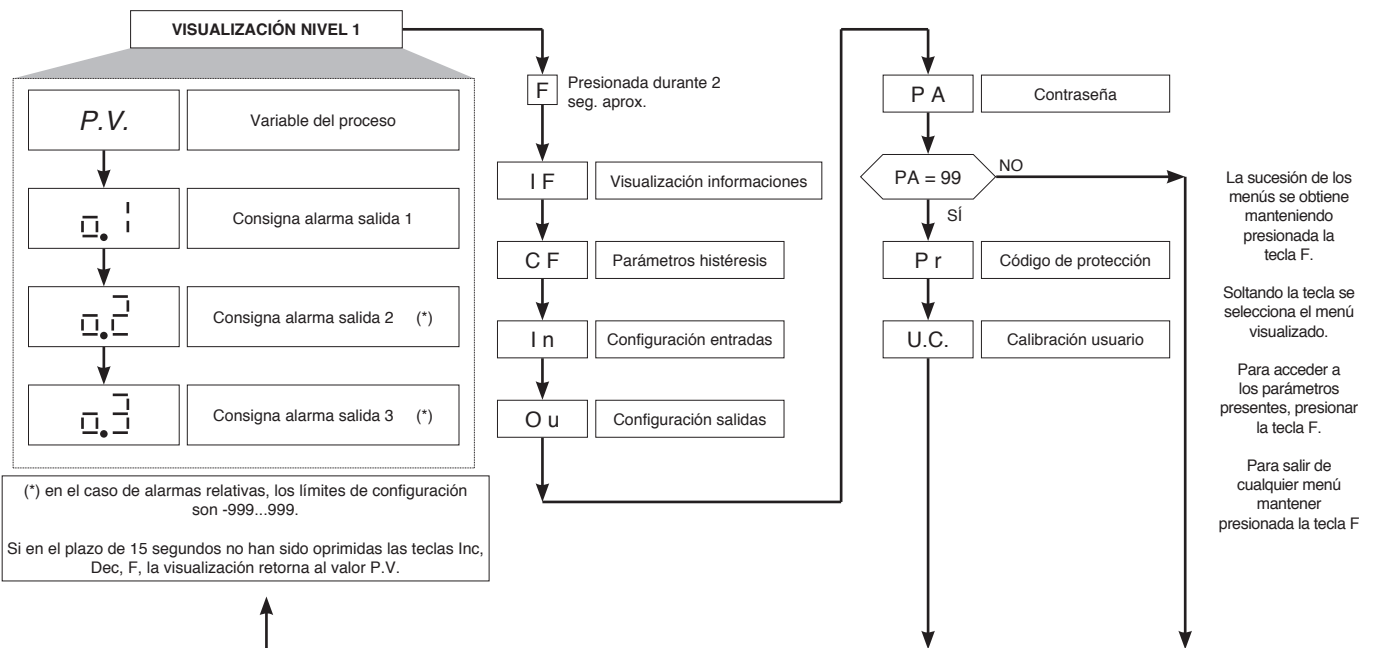 VISUALIZACIÓN NIVEL 1
P.V.
Variable del proceso
o.1
Consigna alarma salida 1
o.2
Consigna alarma salida 2 (*)
o.3
Consigna alarma salida 3 (*)
(*) en el caso de alarmas relativas, los límites de configuración
son -999...999.
Si en el plazo de 15 segundos no han sido oprimidas las teclas Inc,
Dec, F, la visualización retorna al valor P.V.
F
Presionada durante 2
seg. aprox.
I F
Visualización informaciones
C F
Parámetros histéresis
I n
Configuración entradas
O u
Configuración salidas
P A
Contraseña
PA = 99
NO
SÍ
P r
Código de protección
U.C.
Calibración usuario
La sucesión de los
menús se obtiene
manteniendo
presionada la
tecla F.
Soltando la tecla se
selecciona el menú
visualizado.
Para acceder a
los parámetros
presentes, presionar
la tecla F.
Para salir de
cualquier menú
mantener
presionada la tecla F